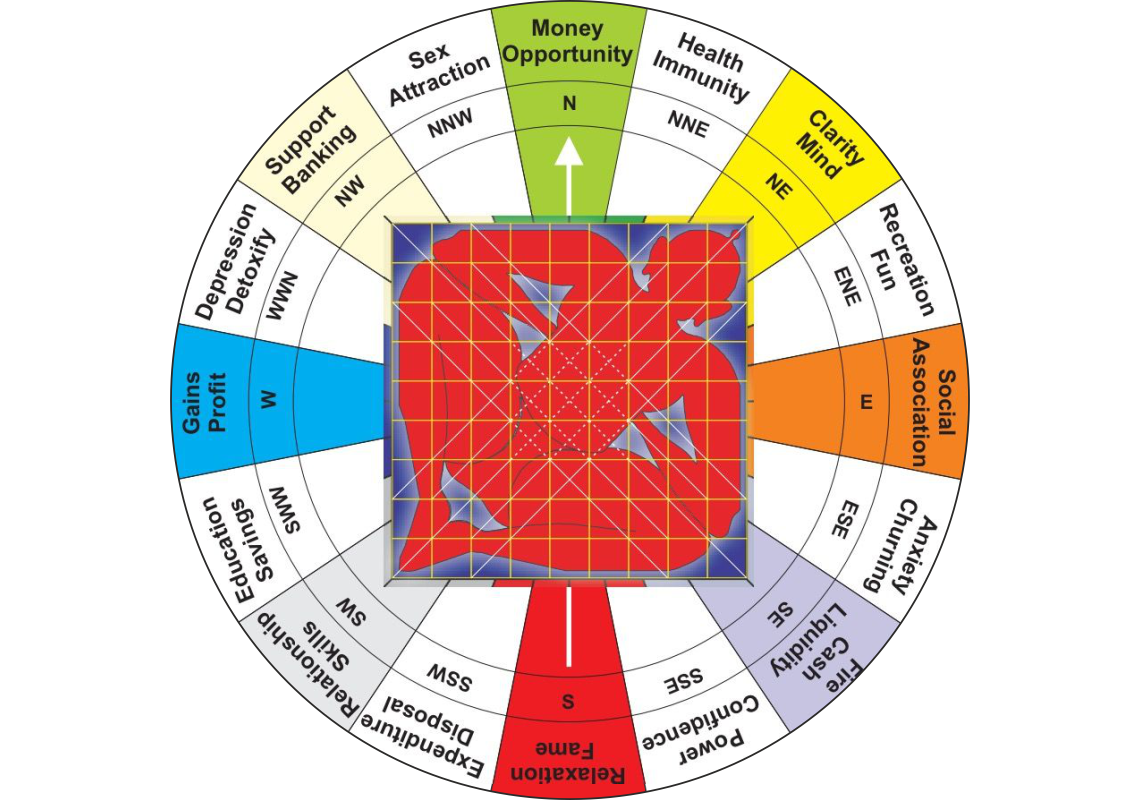 Money
Opportunity
N
Health
Immunity
NNE
Clarity
Mind
NE
Recreation
Fun
ENE
Social
Association
E
Anxiety
Churning
ESE
Fire
Cash
Liquidity
SE
Power
Confidence
SSE
Relaxation
Fame
S
Expenditure
Disposal
SSW
Relationship
Skills
SW
Education
Savings
SWW
Gains
Profit
W
Depression
Detoxify
WWN
Support
Banking
NW
Sex
Attraction
NNW